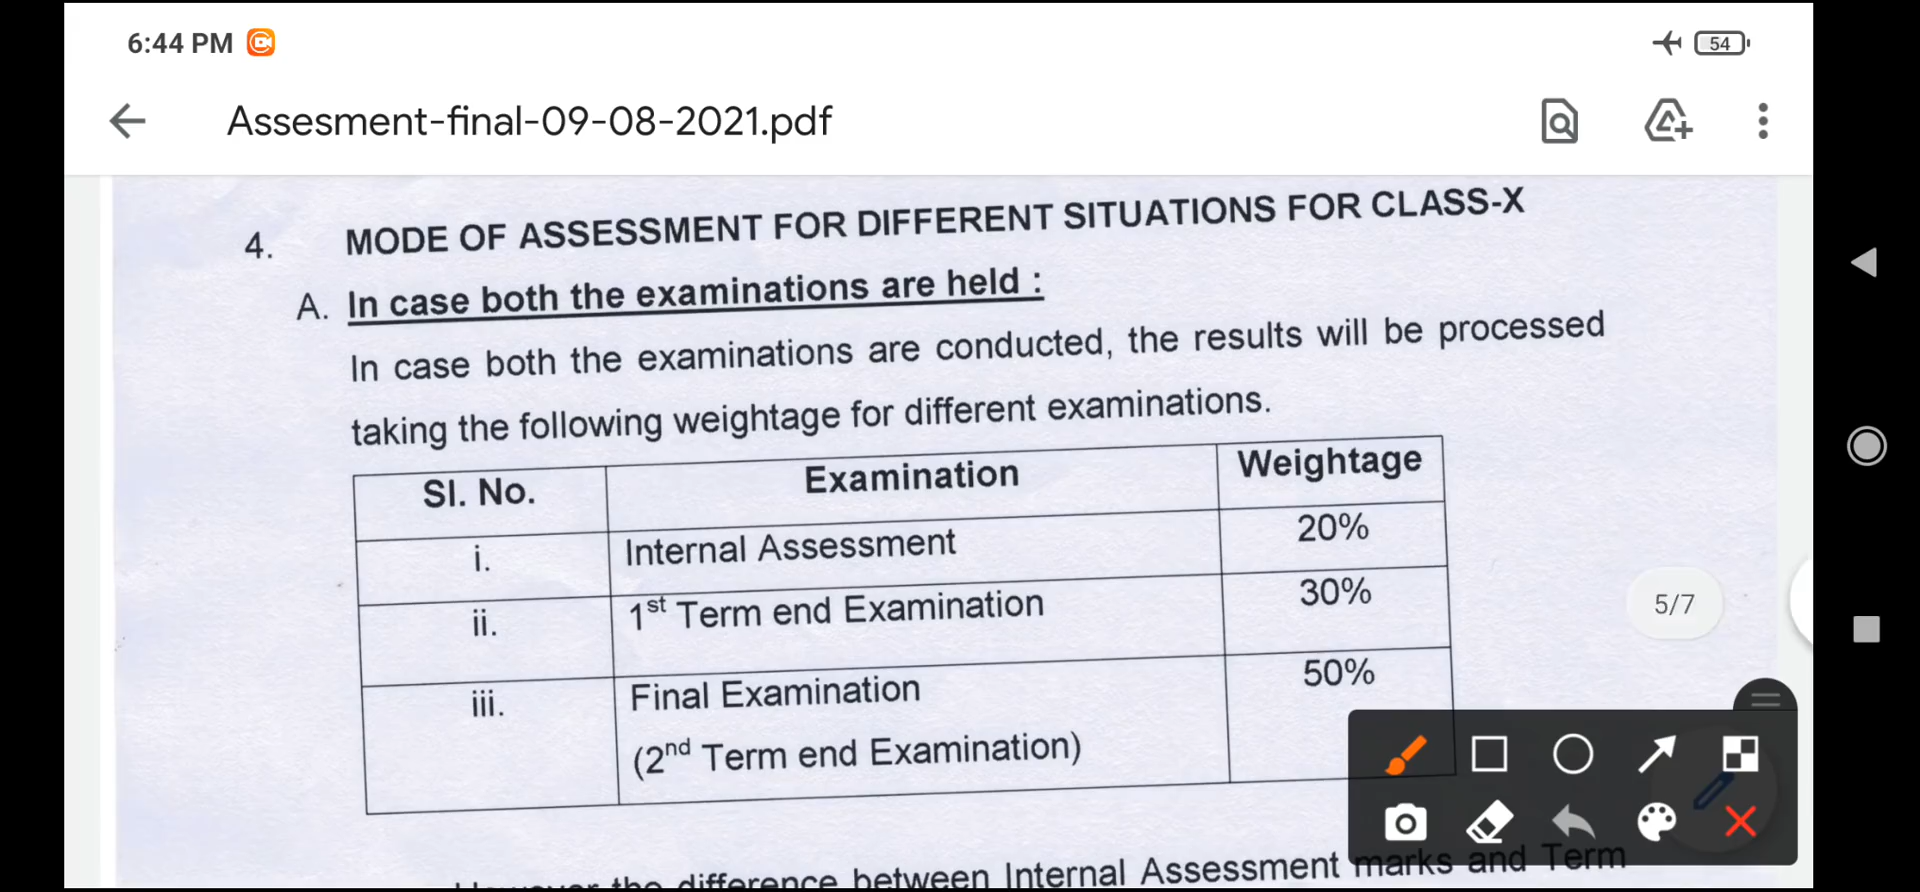 6:44 PM
54
Assesment-final-09-08-2021.pdf
4. MODE OF ASSESSMENT FOR DIFFERENT SITUATIONS FOR CLASS-X
A. In case both the examinations are held :
In case both the examinations are conducted, the results will be processed
taking the following weightage for different examinations.
SI. No. Examination Weightage
i. Internal Assessment 20%
ii. 1st Term end Examination 30%
iii. Final Examination 50%
(2nd Term end Examination)
5/7
However the difference between Internal Assessment marks and Term